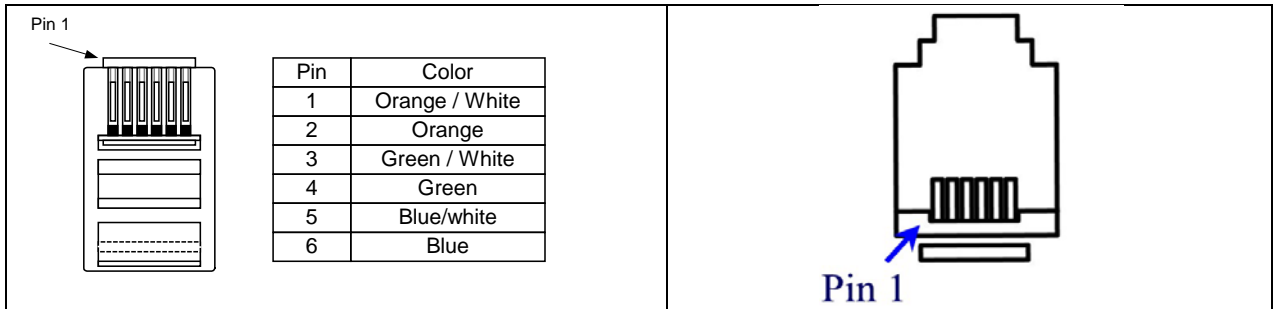 Pin 1
Pin Color
1 Orange / White
2 Orange
3 Green / White
4 Green
5 Blue/white
6 Blue
Pin 1